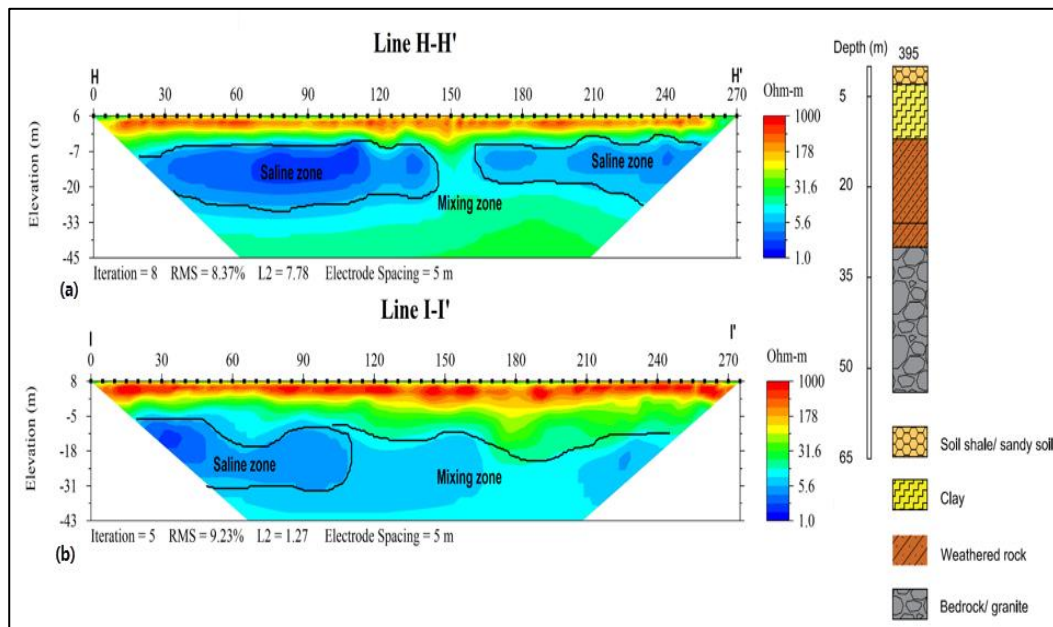 Line H-H'
H H'
0 30 60 90 120 150 180 210 240 270
Ohm-m
Elevation (m)
6
-7
-20
-33
-45
Saline zone
Saline zone
Mixing zone
1000
178
31.6
5.6
1.0
Iteration = 8 RMS = 8.37% L2 = 7.78 Electrode Spacing = 5 m
(a)
Line I-I'
I I'
0 30 60 90 120 150 180 210 240 270
Ohm-m
Elevation (m)
8
-5
-18
-31
-43
Saline zone
Mixing zone
1000
178
31.6
5.6
1.0
Iteration = 5 RMS = 9.23% L2 = 1.27 Electrode Spacing = 5 m
(b)
Depth (m) 395
5
20
35
50
65
Soil shale/ sandy soil
Clay
Weathered rock
Bedrock/ granite